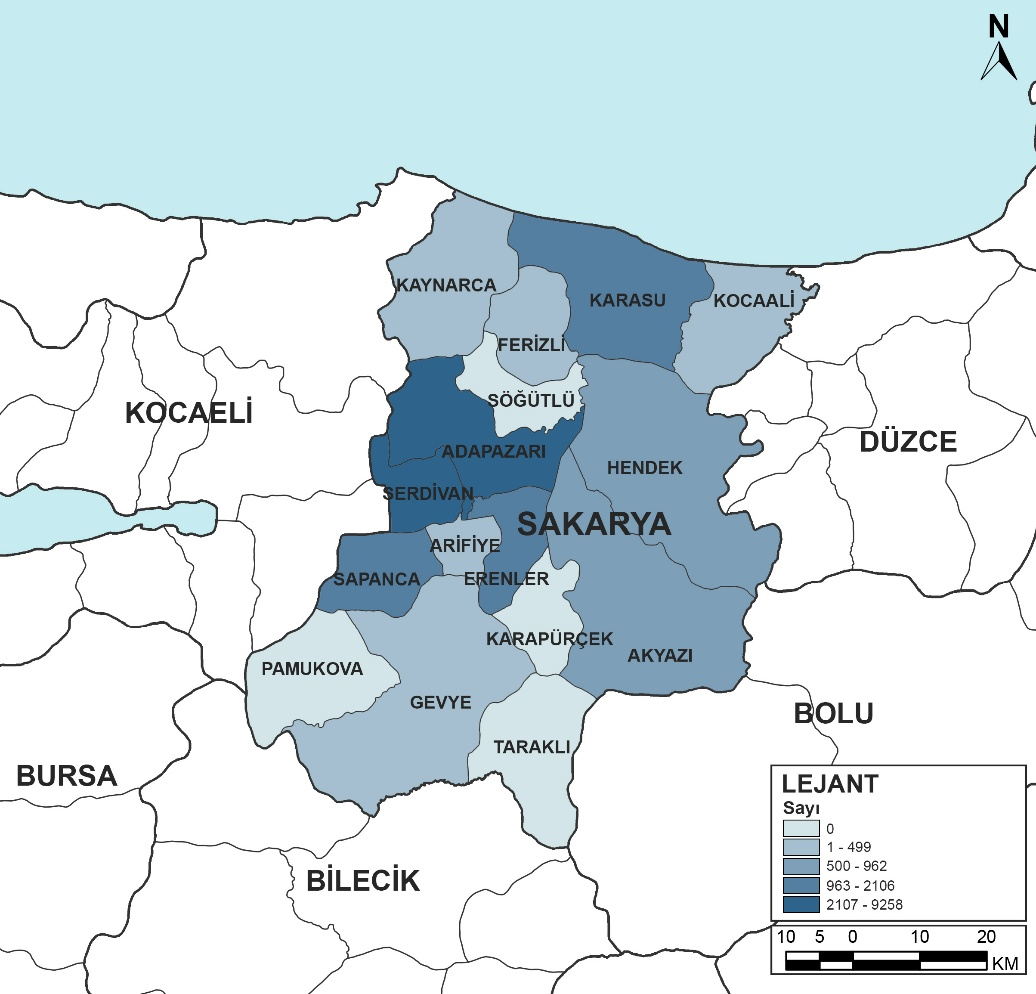 N
KAYNARCA
KARASU
KOCAALİ
FERİZLİ
SÖĞÜTLÜ
KOCAELİ
DÜZCE
ADAPAZARI
HENDEK
SERDİVAN
SAKARYA
ARİFİYE
SAPANCA
ERENLER
KARAPÜRÇEK
AKYAZI
PAMUKOVA
GEVYE
BOLU
TARAKLI
BURSA
BİLECİK
LEJANT
Sayı
0
1 - 499
500 - 962
963 - 2106
2107 - 9258
10 5 0 10 20
KM